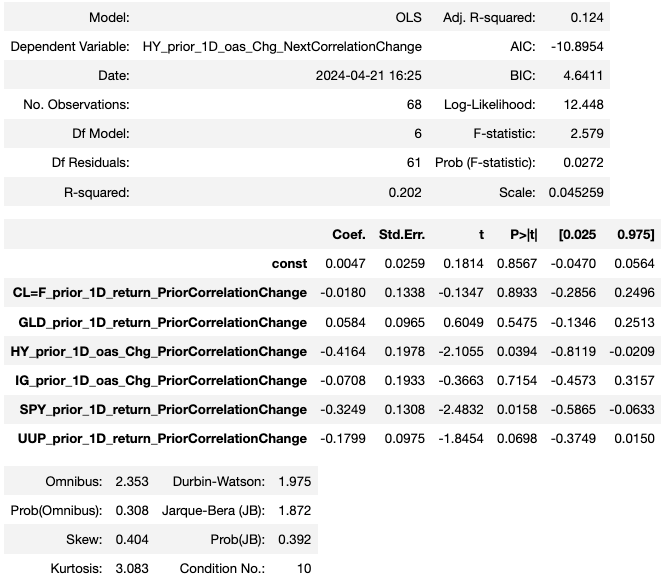 Model: OLS Adj. R-squared: 0.124
Dependent Variable: HY_prior_1D_oas_Chg_NextCorrelationChange AIC: -10.8954
Date: 2024-04-21 16:25 BIC: 4.6411
No. Observations: 68 Log-Likelihood: 12.448
Df Model: 6 F-statistic: 2.579
Df Residuals: 61 Prob (F-statistic): 0.0272
R-squared: 0.202 Scale: 0.045259
Coef. Std.Err. t P>|t| [0.025 0.975]
const 0.0047 0.0259 0.1814 0.8567 -0.0470 0.0564
CL=F_prior_1D_return_PriorCorrelationChange -0.0180 0.1338 -0.1347 0.8933 -0.2856 0.2496
GLD_prior_1D_return_PriorCorrelationChange 0.0584 0.0965 0.6049 0.5475 -0.1346 0.2513
HY_prior_1D_oas_Chg_PriorCorrelationChange -0.4164 0.1978 -2.1055 0.0394 -0.8119 -0.0209
IG_prior_1D_oas_Chg_PriorCorrelationChange -0.0708 0.1933 -0.3663 0.7154 -0.4573 0.3157
SPY_prior_1D_return_PriorCorrelationChange -0.3249 0.1308 -2.4832 0.0158 -0.5865 -0.0633
UUP_prior_1D_return_PriorCorrelationChange -0.1799 0.0975 -1.8454 0.0698 -0.3749 0.0150
Omnibus: 2.353 Durbin-Watson: 1.975
Prob(Omnibus): 0.308 Jarque-Bera (JB): 1.872
Skew: 0.404 Prob(JB): 0.392
Kurtosis: 3.083 Condition No.: 10